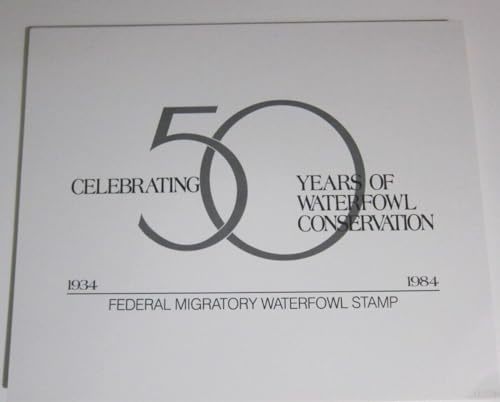 50
CELEBRATING YEARS OF
WATERFOWL
CONSERVATION
1934 1984
FEDERAL MIGRATORY WATERFOWL STAMP